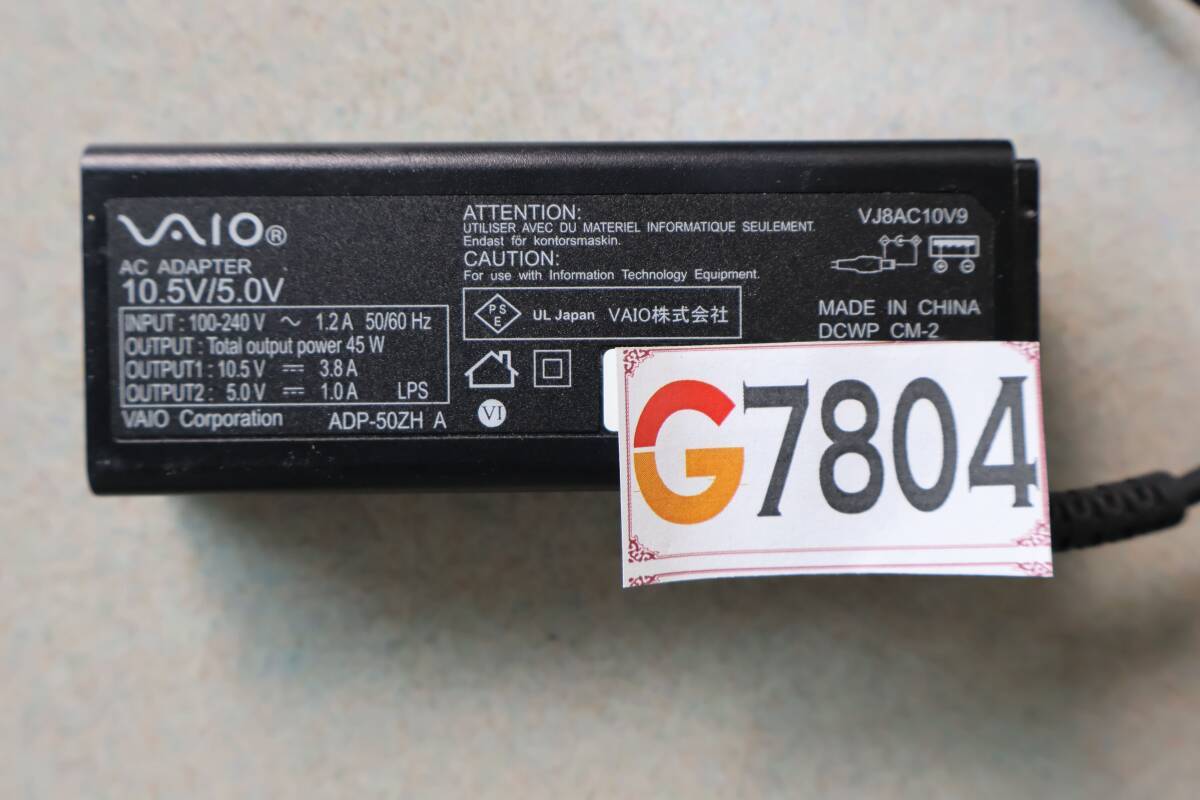 VAIO®
AC ADAPTER
10.5V/5.0V
INPUT : 100-240 V ～ 1.2 A 50/60 Hz
OUTPUT : Total output power 45 W
OUTPUT1 : 10.5 V ⎓ 3.8 A
OUTPUT2 : 5.0 V ⎓ 1.0 A LPS
VAIO Corporation ADP-50ZH A
ATTENTION:
UTILISER AVEC DU MATERIEL INFORMATIQUE SEULEMENT.
Endast för kontorsmaskin.
CAUTION:
For use with Information Technology Equipment.
PS
E
UL Japan VAIO株式会社
VI
VJ8AC10V9
MADE IN CHINA
DCWP CM-2
G7804